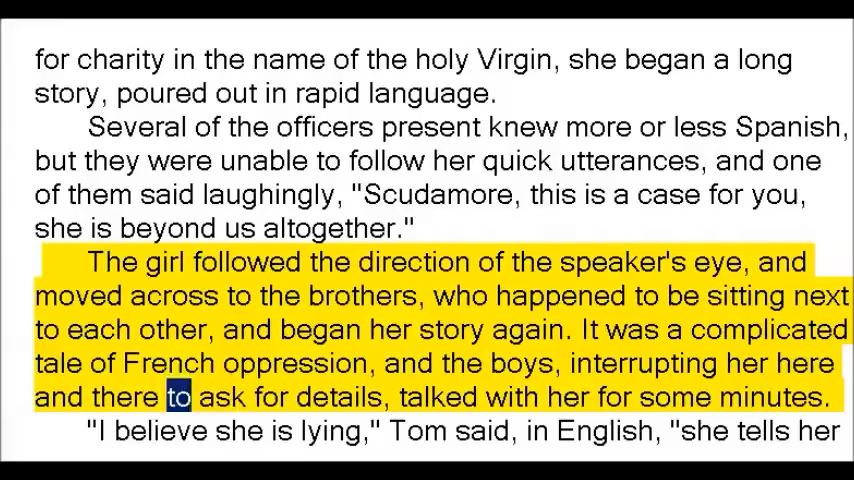 for charity in the name of the holy Virgin, she began a long
story, poured out in rapid language.
Several of the officers present knew more or less Spanish,
but they were unable to follow her quick utterances, and one
of them said laughingly, "Scudamore, this is a case for you,
she is beyond us altogether."
The girl followed the direction of the speaker's eye, and
moved across to the brothers, who happened to be sitting next
to each other, and began her story again. It was a complicated
tale of French oppression, and the boys, interrupting her here
and there to ask for details, talked with her for some minutes.
"I believe she is lying," Tom said, in English, "she tells her